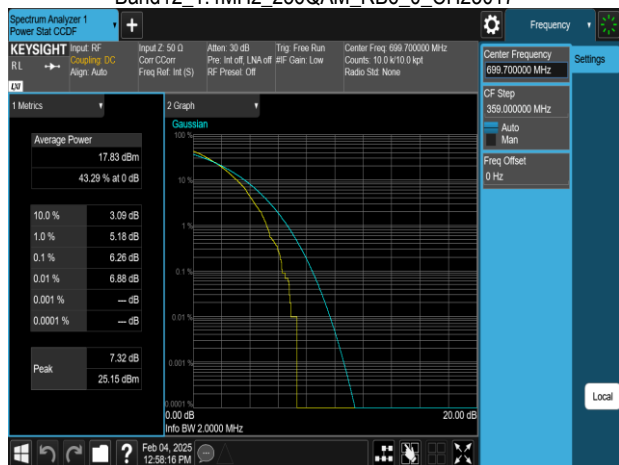 Band12_1.4MHz_256QAM_RB6_0_CH23017
Spectrum Analyzer 1
Power Stat CCDF
Frequency
KEYSIGHT
RL
Input: RF
Coupling: DC
Align: Auto
Input Z: 50 Ω
Corr CCorr
Freq Ref: Int (S)
Atten: 30 dB
Pre: Int off, LNA off
RF Preset: Off
Trig: Free Run
#IF Gain: Low
Center Freq: 699.700000 MHz
Counts: 10.0 k/10.0 kpt
Radio Std: None
LXI
Center Frequency
699.700000 MHz
Settings
CF Step
359.000000 MHz
Auto
Man
Freq Offset
0 Hz
1 Metrics
Average Power
17.83 dBm
43.29 % at 0 dB
10.0 % 3.09 dB
1.0 % 5.18 dB
0.1 % 6.26 dB
0.01 % 6.88 dB
0.001 % --- dB
0.0001 % --- dB
Peak
7.32 dB
25.15 dBm
2 Graph
Gaussian
100 %
10 %
1 %
0.1 %
0.01 %
0.001 %
0.0001 %
0.00 dB 20.00 dB
Info BW 2.0000 MHz
Local
?
Feb 04, 2025
12:58:16 PM